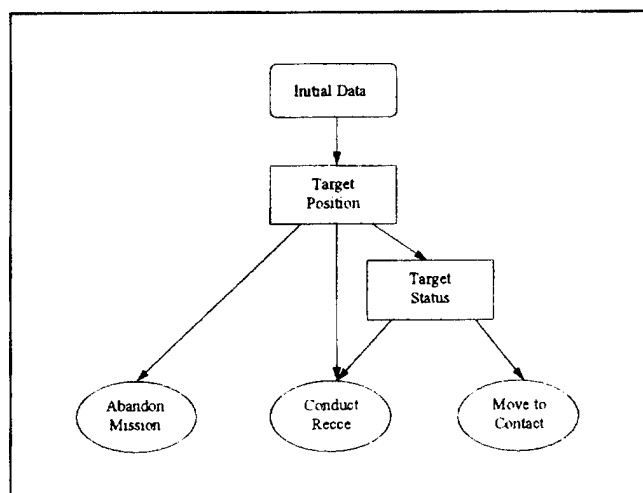 Initial Data
Target
Position
Target
Status
Abandon
Mission
Conduct
Recce
Move to
Contact